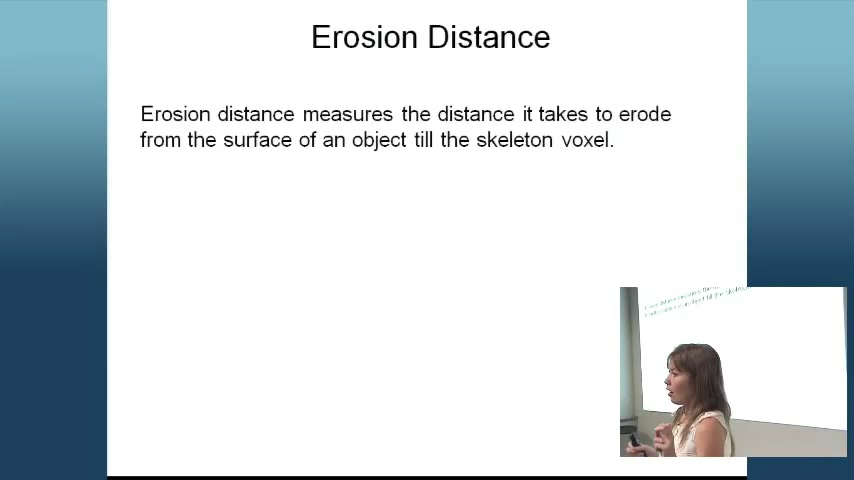 Erosion Distance
Erosion distance measures the distance it takes to erode
from the surface of an object till the skeleton voxel.